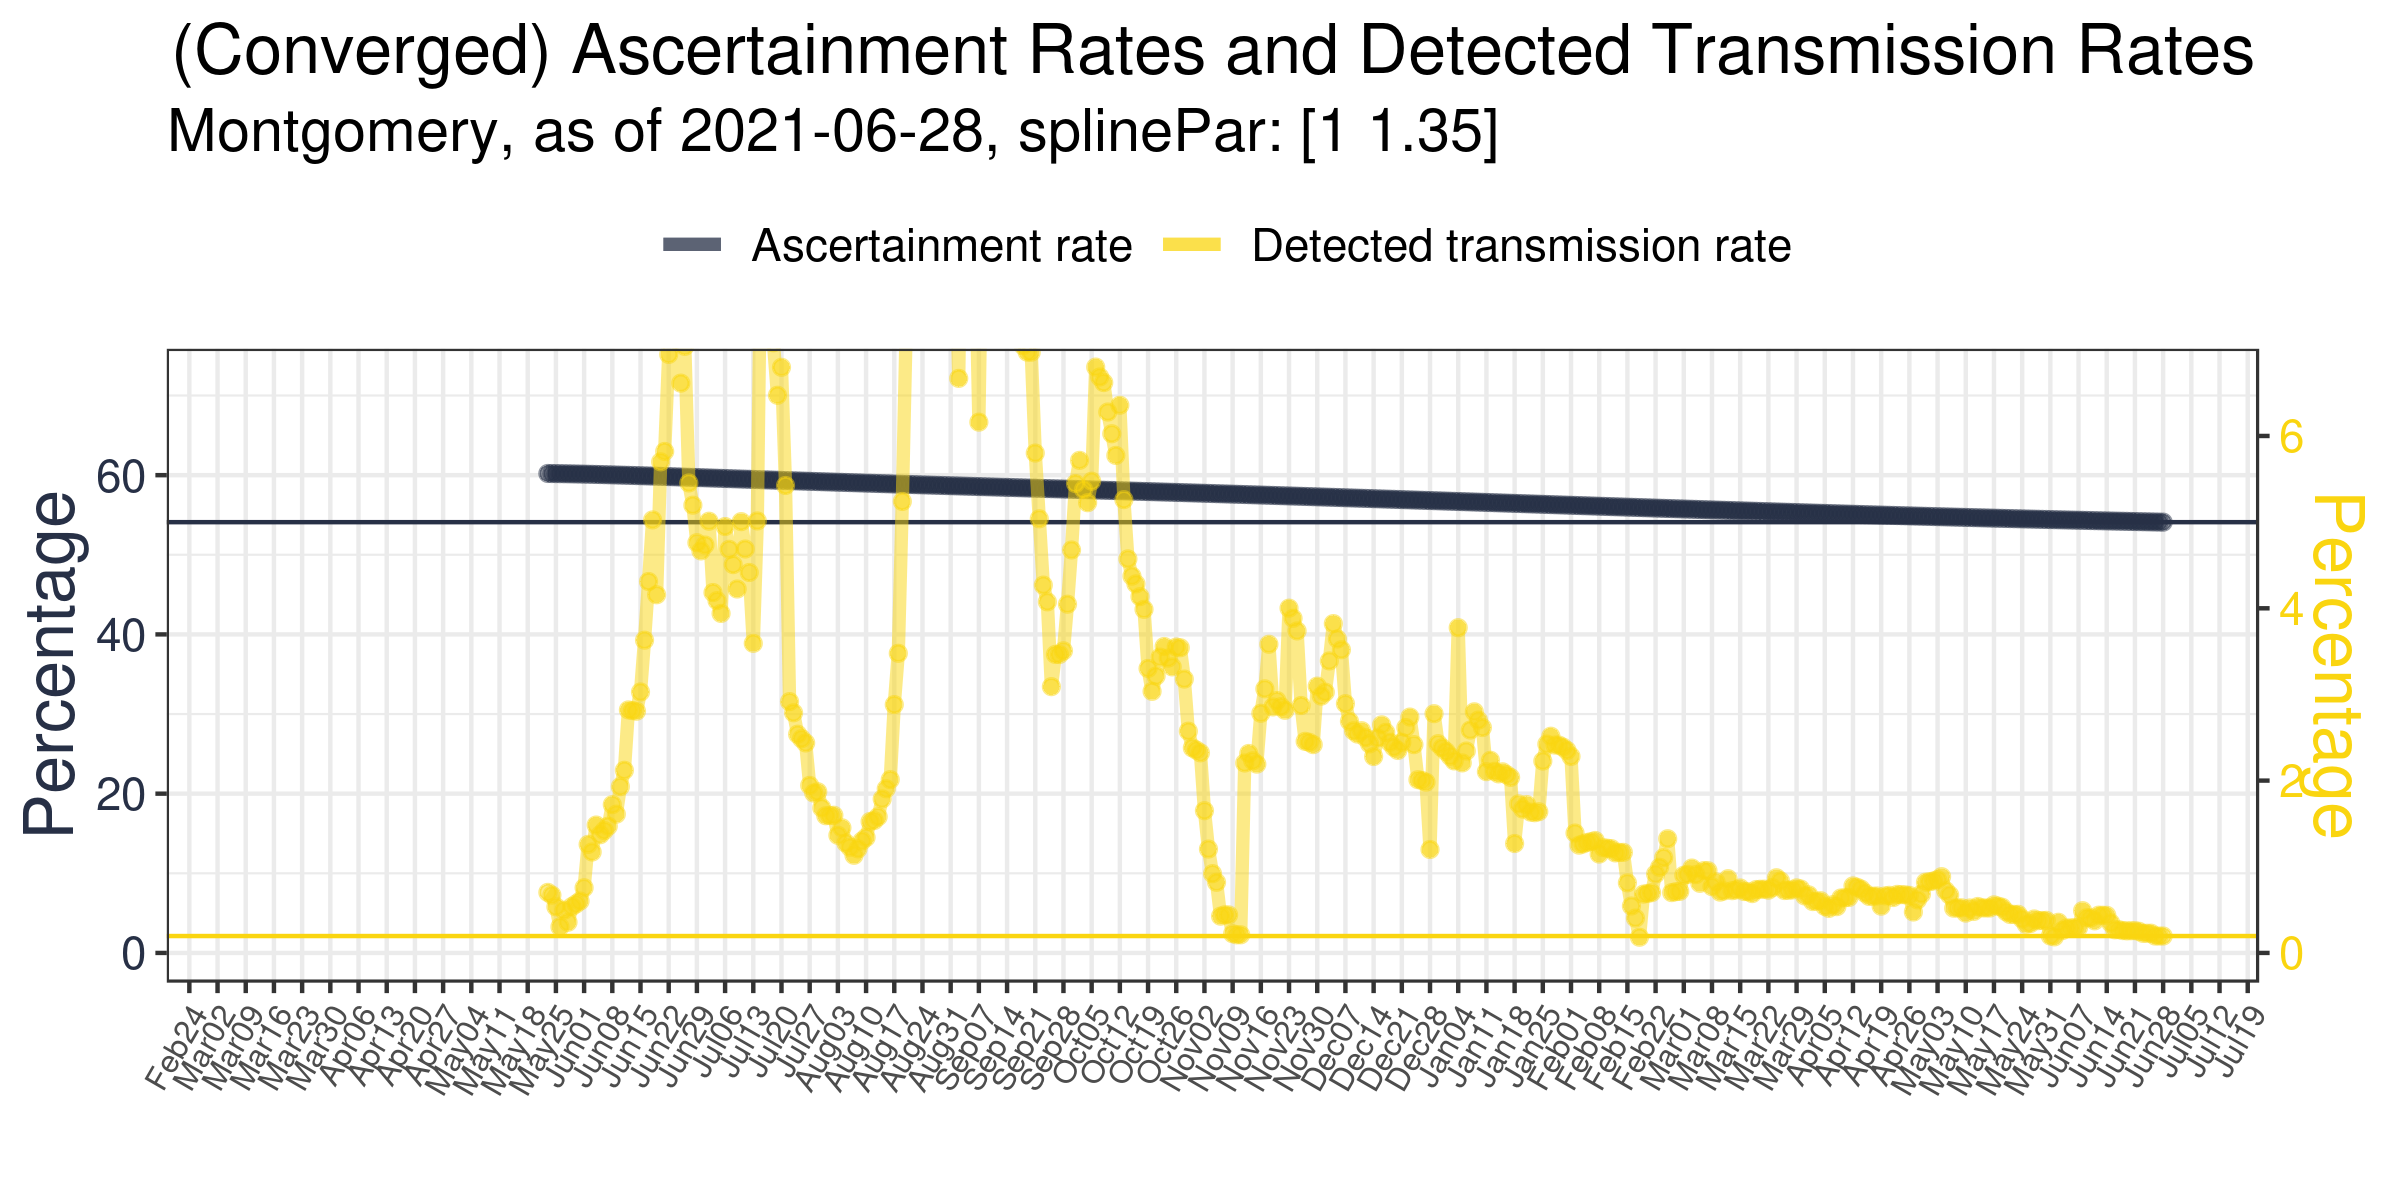 (Converged) Ascertainment Rates and Detected Transmission Rates
Montgomery, as of 2021-06-28, splinePar: [1 1.35]
Ascertainment rate
Detected transmission rate
Percentage
60
40
20
0
6
4
2
0
Percentage
Feb24
Mar02
Mar09
Mar16
Mar23
Mar30
Apr06
Apr13
Apr20
Apr27
May04
May11
May18
May25
Jun01
Jun08
Jun15
Jun22
Jun29
Jul06
Jul13
Jul20
Jul27
Aug03
Aug10
Aug17
Aug24
Aug31
Sep07
Sep14
Sep21
Sep28
Oct05
Oct12
Oct19
Oct26
Nov02
Nov09
Nov16
Nov23
Nov30
Dec07
Dec14
Dec21
Dec28
Jan04
Jan11
Jan18
Jan25
Feb01
Feb08
Feb15
Feb22
Mar01
Mar08
Mar15
Mar22
Mar29
Apr05
Apr12
Apr19
Apr26
May03
May10
May17
May24
May31
May07
Jun14
Jun21
Jun28
Jul05
Jul12
Jul19